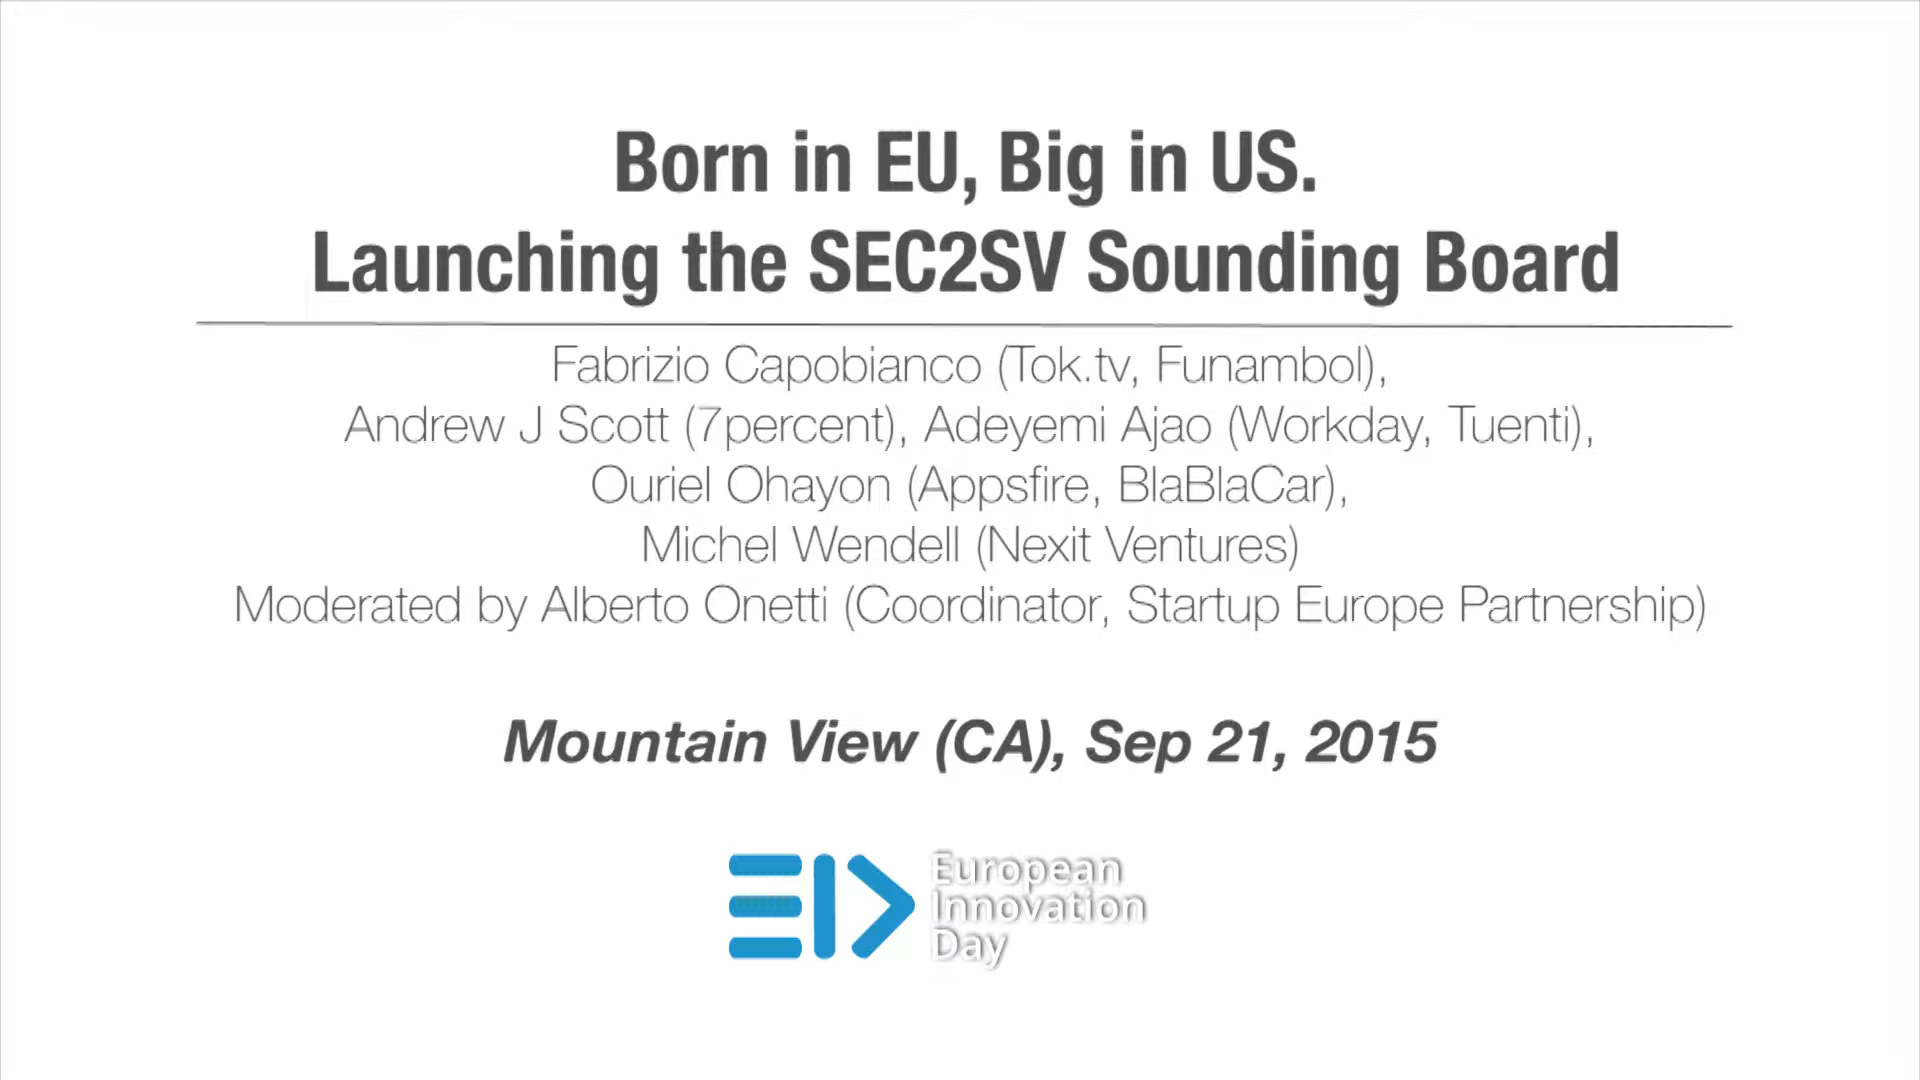 Born in EU, Big in US.
Launching the SEC2SV Sounding Board
Fabrizio Capobianco (Tok.tv, Funambol),
Andrew J Scott (7percent), Adeyemi Ajao (Workday, Tuenti),
Ouriel Ohayon (Appsfire, BlaBlaCar),
Michel Wendell (Nexit Ventures)
Moderated by Alberto Onetti (Coordinator, Startup Europe Partnership)
Mountain View (CA), Sep 21, 2015
European
Innovation
Day